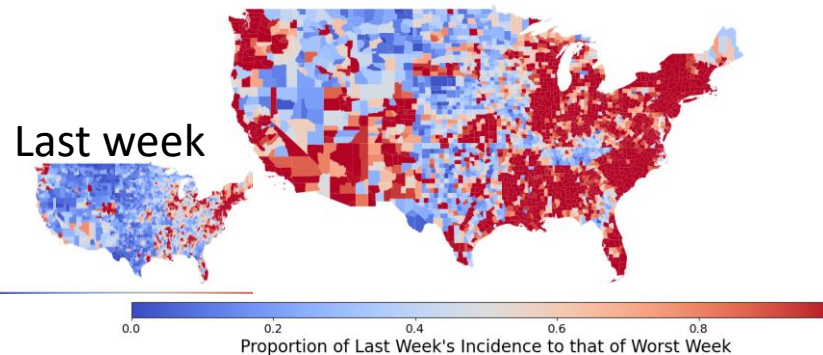 Last week
0.0 0.2 0.4 0.6 0.8
Proportion of Last Week's Incidence to that of Worst Week